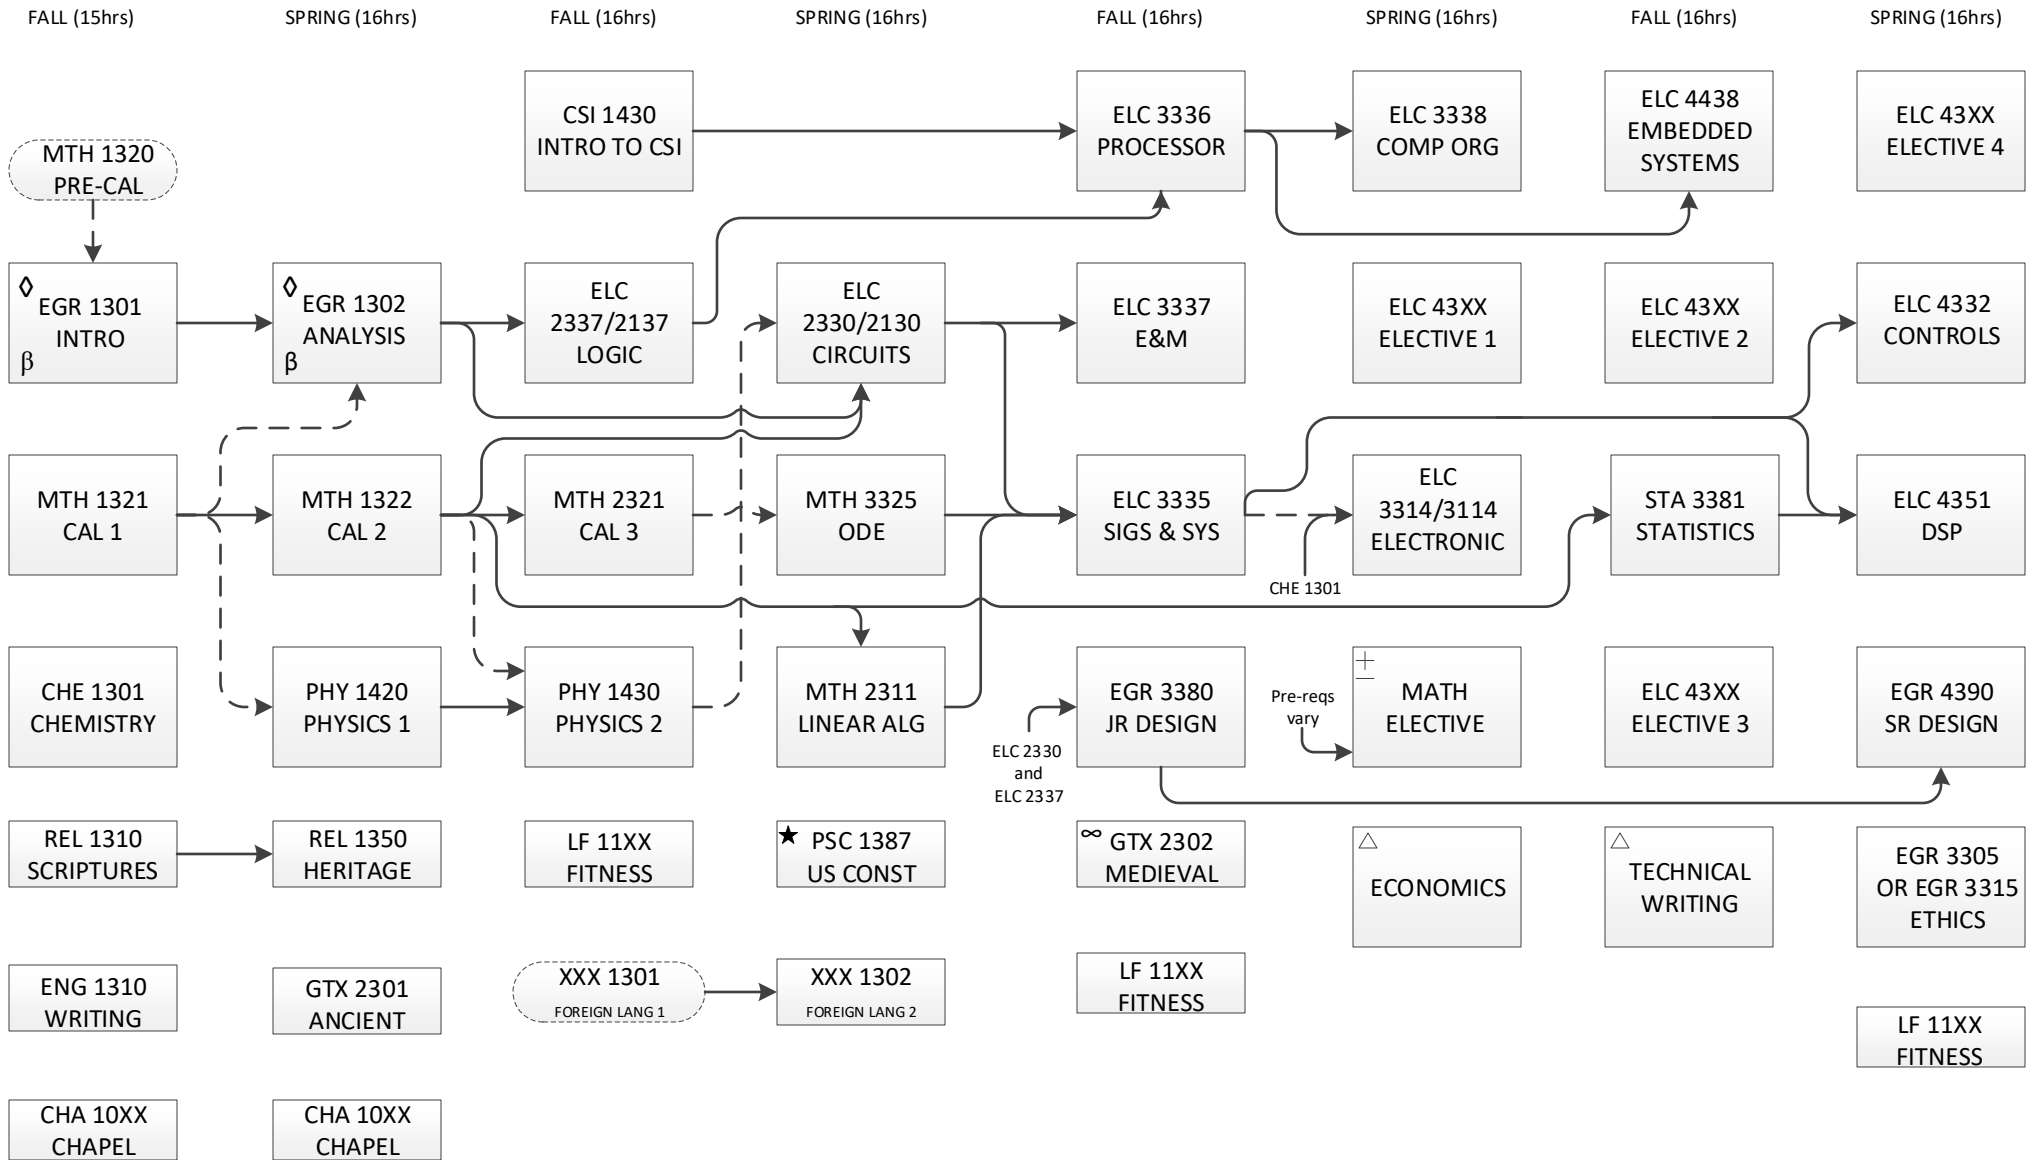 FALL (15hrs)
SPRING (16hrs)
FALL (16hrs)
SPRING (16hrs)
FALL (16hrs)
SPRING (16hrs)
FALL (16hrs)
SPRING (16hrs)
CSI 1430
INTRO TO CSI
ELC 3336
PROCESSOR
ELC 3338
COMP ORG
ELC 4438
EMBEDDED
SYSTEMS
ELC 43XX
ELECTIVE 4
MTH 1320
PRE-CAL
◊
EGR 1301
INTRO
β
◊
EGR 1302
ANALYSIS
β
ELC
2337/2137
LOGIC
ELC
2330/2130
CIRCUITS
ELC 3337
E&M
ELC 43XX
ELECTIVE 1
ELC 43XX
ELECTIVE 2
ELC 4332
CONTROLS
MTH 1321
CAL 1
MTH 1322
CAL 2
MTH 2321
CAL 3
MTH 3325
ODE
ELC 3335
SIGS & SYS
ELC
3314/3114
ELECTRONIC
CHE 1301
STA 3381
STATISTICS
ELC 4351
DSP
CHE 1301
CHEMISTRY
PHY 1420
PHYSICS 1
PHY 1430
PHYSICS 2
MTH 2311
LINEAR ALG
ELC 2330
and
ELC 2337
EGR 3380
JR DESIGN
Pre-reqs
vary
+
–
MATH
ELECTIVE
ELC 43XX
ELECTIVE 3
EGR 4390
SR DESIGN
REL 1310
SCRIPTURES
REL 1350
HERITAGE
LF 11XX
FITNESS
★ PSC 1387
US CONST
∞ GTX 2302
MEDIEVAL
△
ECONOMICS
△
TECHNICAL
WRITING
EGR 3305
OR EGR 3315
ETHICS
ENG 1310
WRITING
GTX 2301
ANCIENT
XXX 1301
FOREIGN LANG 1
XXX 1302
FOREIGN LANG 2
LF 11XX
FITNESS
LF 11XX
FITNESS
CHA 10XX
CHAPEL
CHA 10XX
CHAPEL